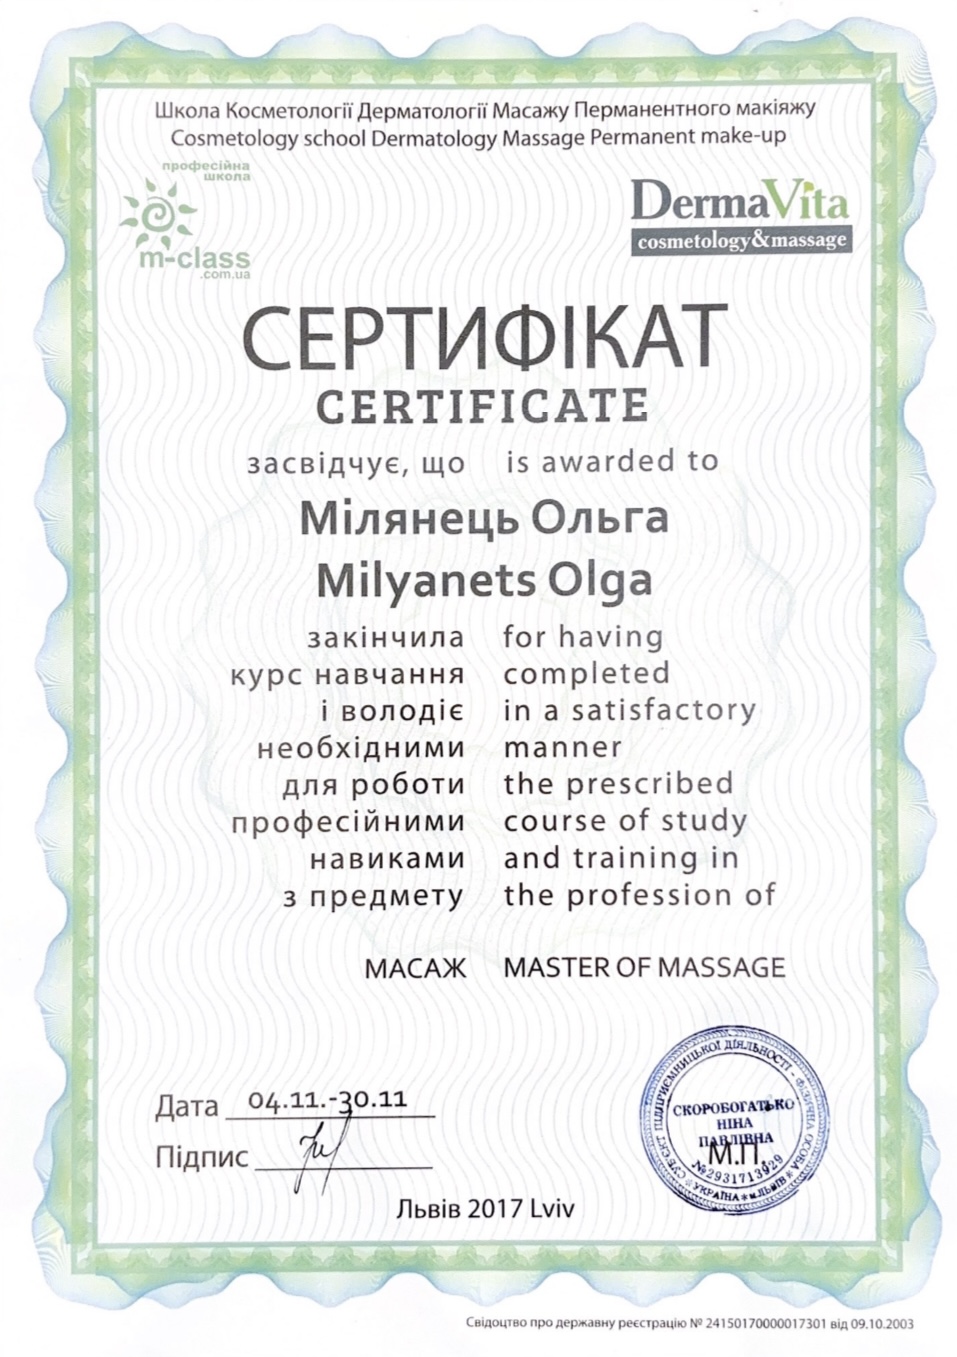 Школа Косметології Дерматології Масажу Перманентного макіяжу
Cosmetology school Dermatology Massage Permanent make-up
професійна
школа
m-class
.com.ua
DermaVita
cosmetology&massage
СЕРТИФІКАТ
CERTIFICATE
засвідчує, що is awarded to
Мілянець Ольга
Milyanets Olga
закінчила for having
курс навчання completed
і володіє in a satisfactory
необхідними manner
для роботи the prescribed
професійними course of study
навиками and training in
з предмету the profession of
МАСАЖ MASTER OF MASSAGE
Дата 04.11.-30.11
Підпис
СУБ'ЄКТ ПІДПРИЄМНИЦЬКОЇ ДІЯЛЬНОСТІ - ФІЗИЧНА ОСОБА
СКОРОБОГАТЬКО
НІНА
ПАВЛІВНА
М.П.
УКРАЇНА * м.ЛЬВІВ
Львів 2017 Lviv
Свідоцтво про державну реєстрацію № 24150170000017301 від 09.10.2003